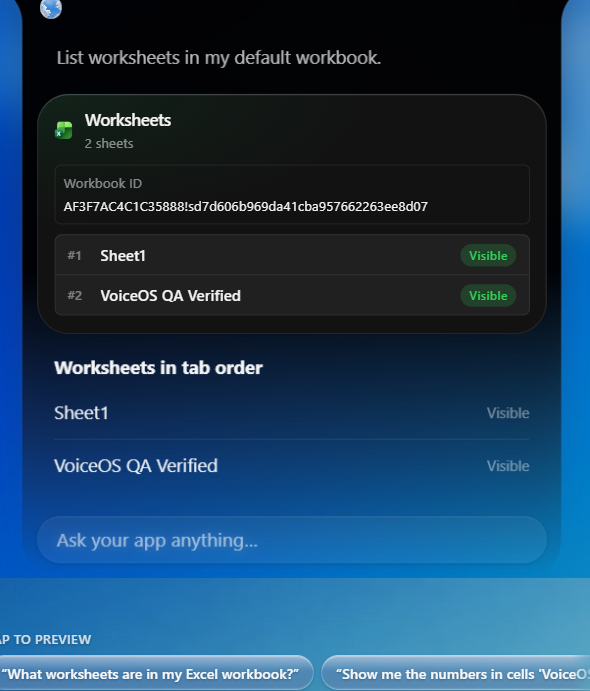 List worksheets in my default workbook.
Worksheets
2 sheets
Workbook ID
AF3F7AC4C1C35888!sd7d606b969da41cba957662263ee8d07
#1 Sheet1 Visible
#2 VoiceOS QA Verified Visible
Worksheets in tab order
Sheet1 Visible
VoiceOS QA Verified Visible
Ask your app anything...
AP TO PREVIEW
“What worksheets are in my Excel workbook?” “Show me the numbers in cells 'VoiceOS